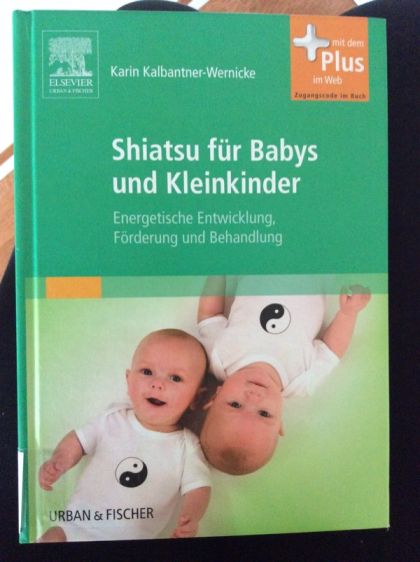 ELSEVIER
URBAN & FISCHER
Karin Kalbantner-Wernicke
mit dem
Plus
im Web
Zugangscode im Buch
Shiatsu für Babys
und Kleinkinder
Energetische Entwicklung,
Förderung und Behandlung
URBAN & FISCHER